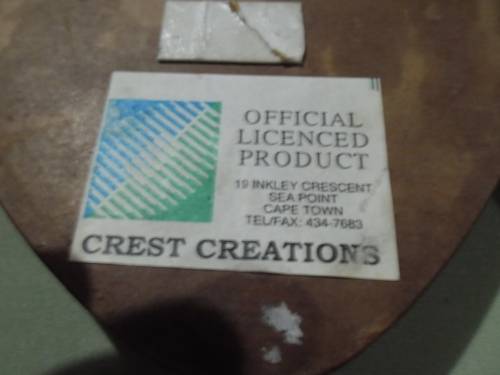 OFFICIAL
LICENCED
PRODUCT
19 INKLEY CRESCENT
SEA POINT
CAPE TOWN
TEL/FAX: 434-7683
CREST CREATIONS